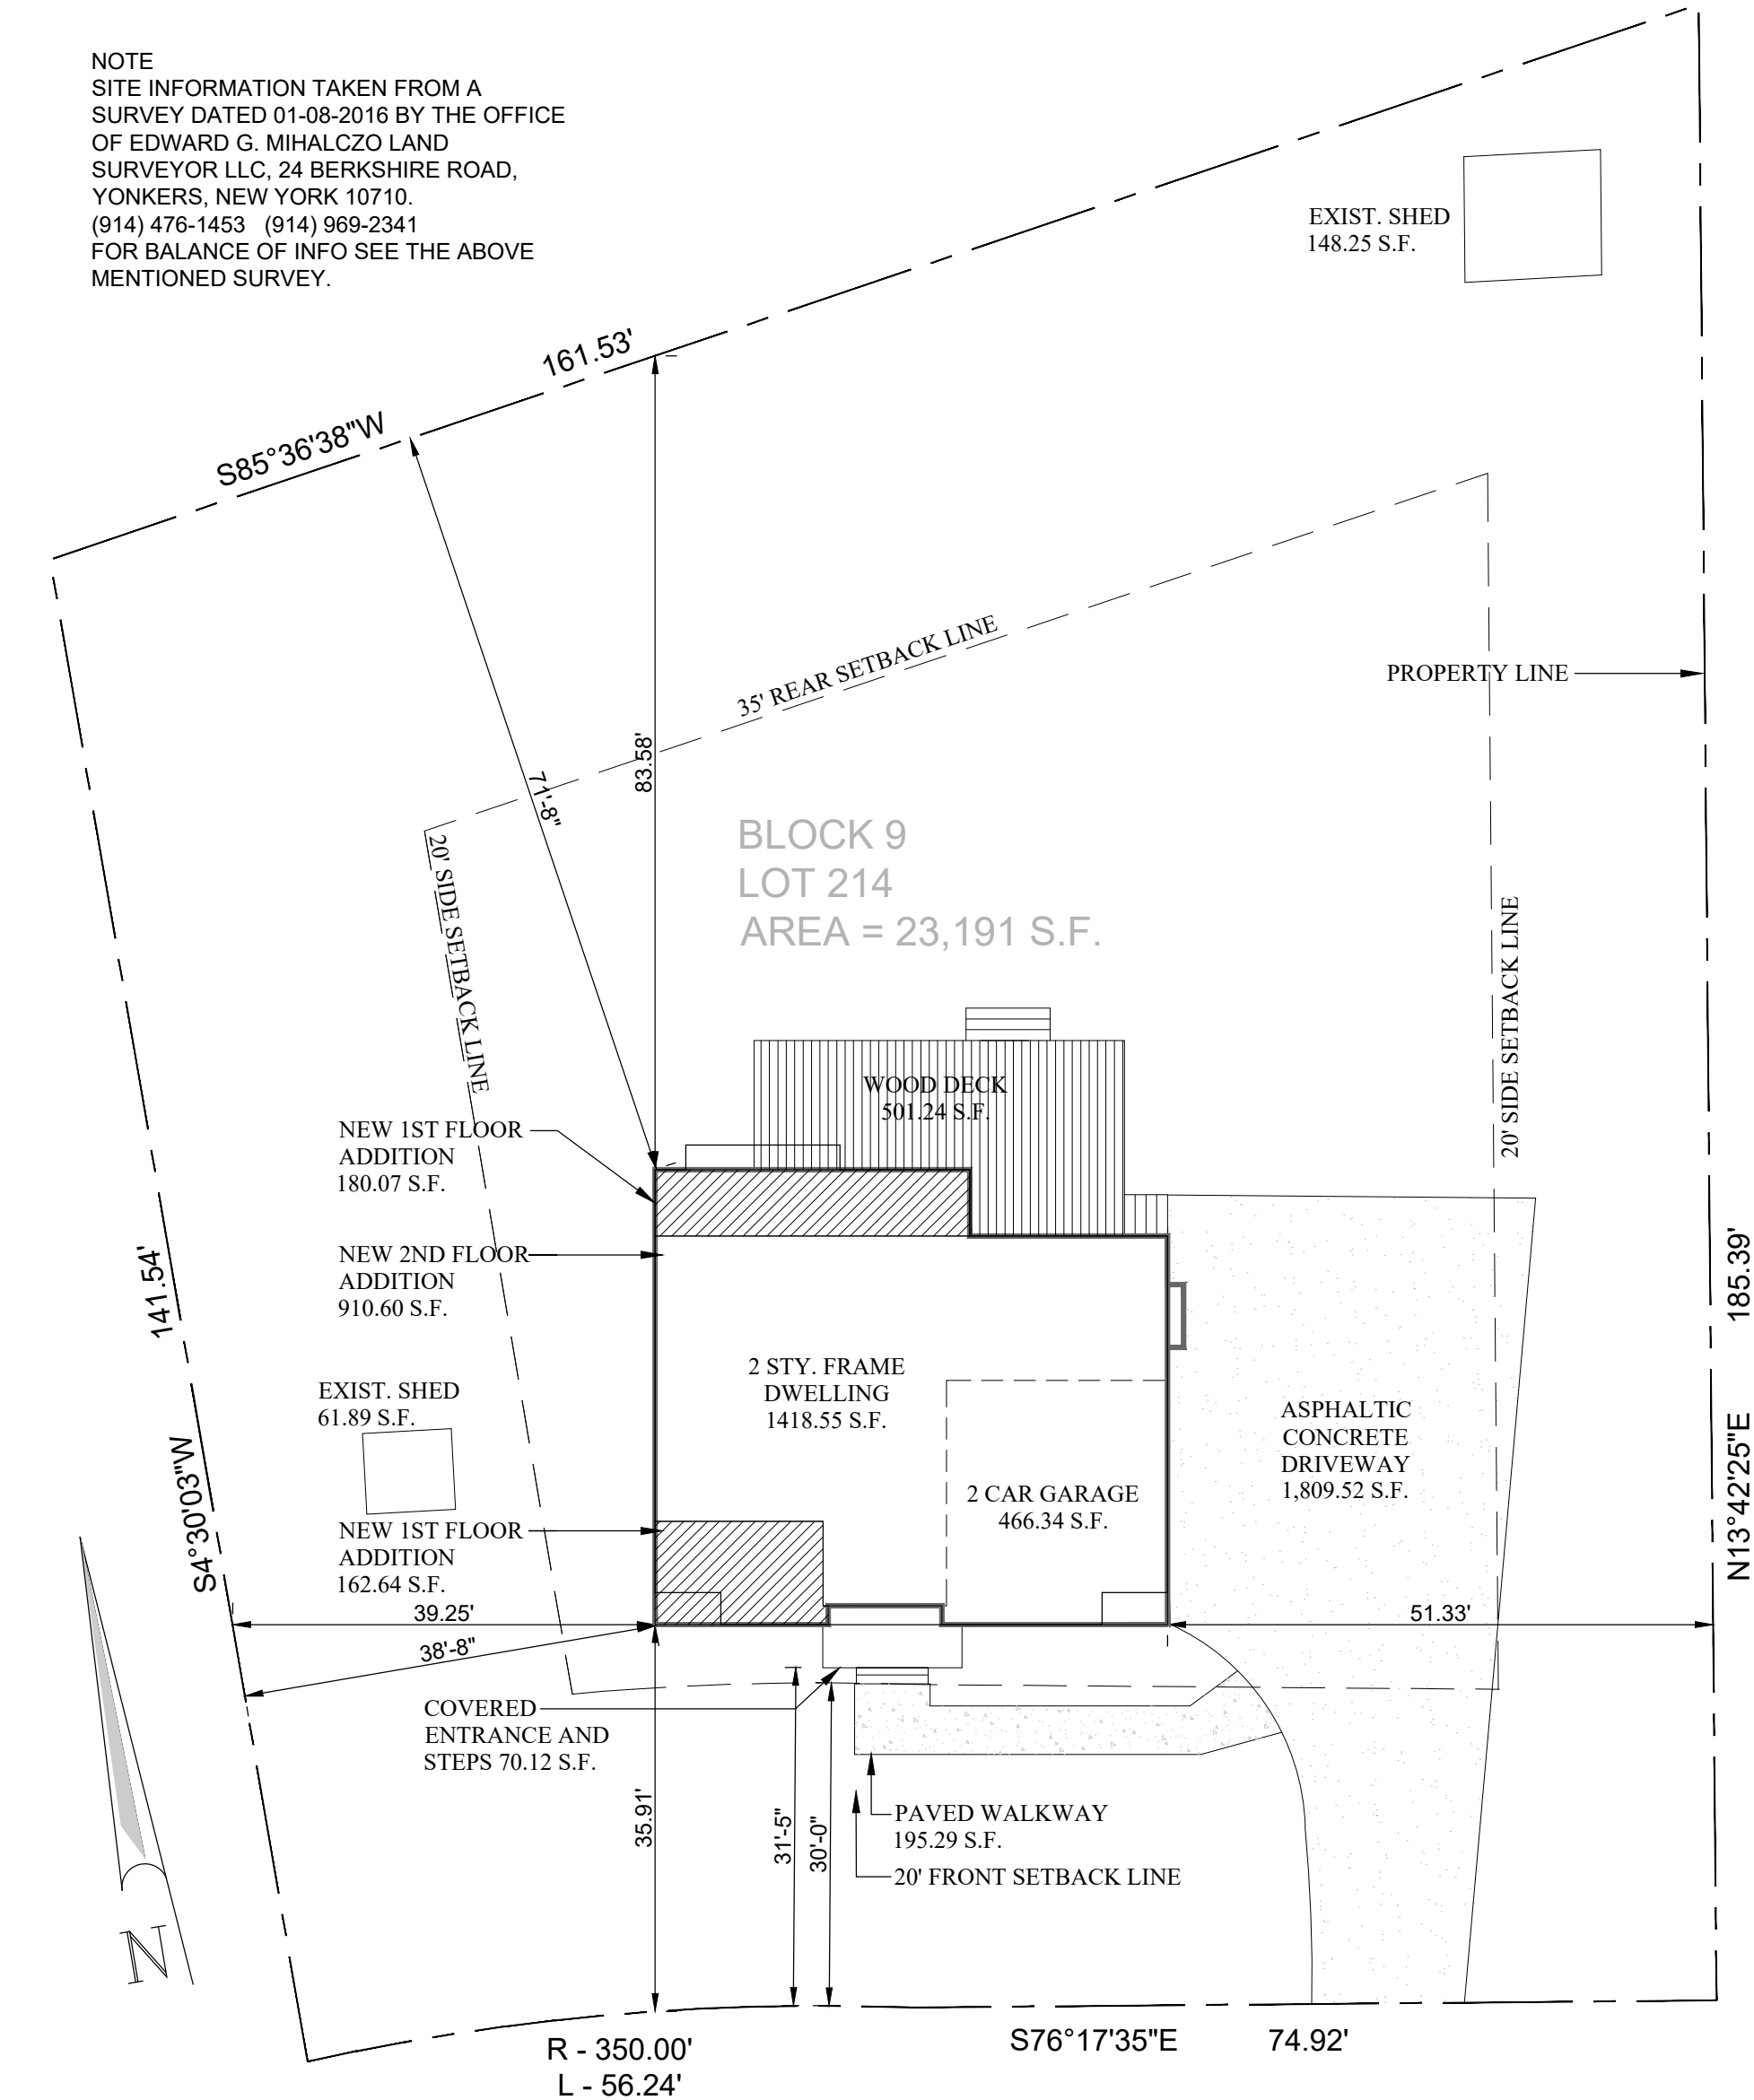 NOTE
SITE INFORMATION TAKEN FROM A
SURVEY DATED 01-08-2016 BY THE OFFICE
OF EDWARD G. MIHALCZO LAND
SURVEYOR LLC, 24 BERKSHIRE ROAD,
YONKERS, NEW YORK 10710.
(914) 476-1453 (914) 969-2341
FOR BALANCE OF INFO SEE THE ABOVE
MENTIONED SURVEY.
EXIST. SHED
148.25 S.F.
161.53'
S85°36'38"W
35' REAR SETBACK LINE
PROPERTY LINE
83.58'
71'-8"
BLOCK 9
LOT 214
AREA = 23,191 S.F.
20' SIDE SETBACK LINE
20' SIDE SETBACK LINE
WOOD DECK
501.24 S.F.
NEW 1ST FLOOR
ADDITION
180.07 S.F.
NEW 2ND FLOOR
ADDITION
910.60 S.F.
141.54'
185.39'
2 STY. FRAME
DWELLING
1418.55 S.F.
EXIST. SHED
61.89 S.F.
ASPHALTIC
CONCRETE
DRIVEWAY
1,809.52 S.F.
2 CAR GARAGE
466.34 S.F.
S4°30'03"W
N13°42'25"E
NEW 1ST FLOOR
ADDITION
162.64 S.F.
39.25'
51.33'
38'-8"
COVERED
ENTRANCE AND
STEPS 70.12 S.F.
35.91'
31'-5"
30'-0"
PAVED WALKWAY
195.29 S.F.
20' FRONT SETBACK LINE
N
R - 350.00'
L - 56.24'
S76°17'35"E 74.92'